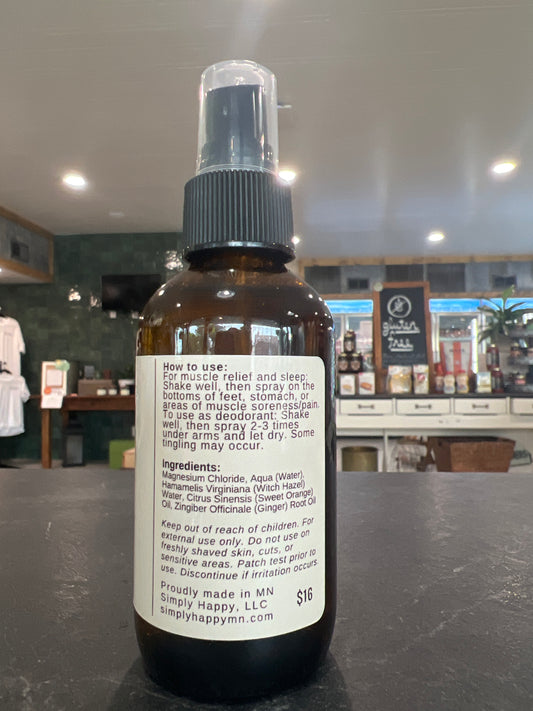 How to use:
For muscle relief and sleep:
Shake well, then spray on the
bottoms of feet, stomach, or
areas of muscle soreness/pain.
To use as deodorant: Shake
well, then spray 2-3 times
under arms and let dry. Some
tingling may occur.
Ingredients:
Magnesium Chloride, Aqua (Water),
Hamamelis Virginiana (Witch Hazel)
Water, Citrus Sinensis (Sweet Orange)
Oil, Zingiber Officinale (Ginger) Root Oil
Keep out of reach of children. For
external use only. Do not use on
freshly shaved skin, cuts, or
sensitive areas. Patch test prior to
use. Discontinue if irritation occurs.
Proudly made in MN
Simply Happy, LLC
simplyhappymn.com
$16
gluten
free